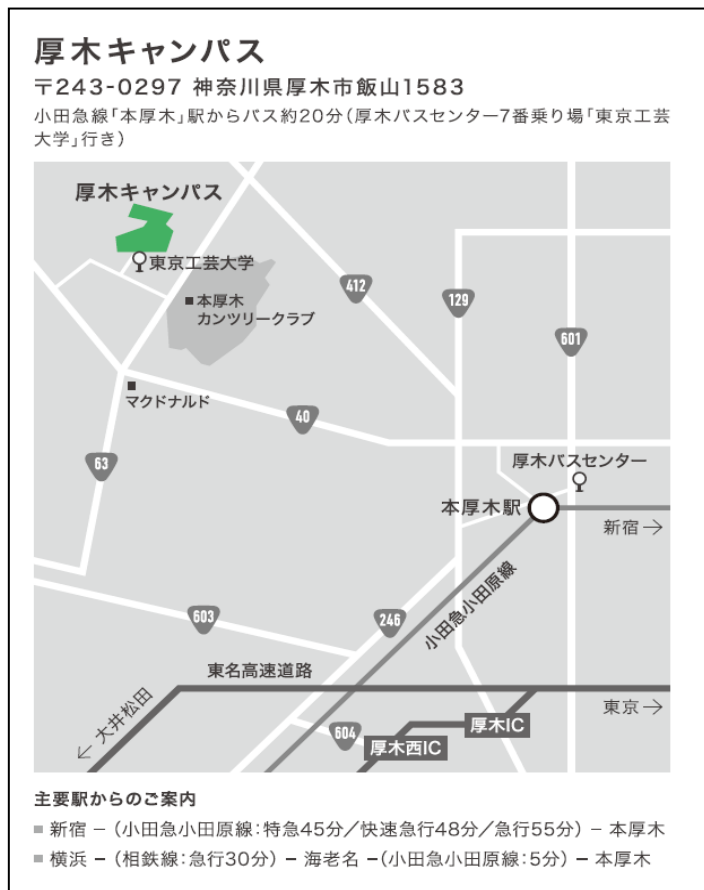 厚木キャンパス
〒243-0297 神奈川県厚木市飯山1583
小田急線「本厚木」駅からバス約20分（厚木バスセンター7番乗り場「東京工芸
大学」行き）
厚木キャンパス
東京工芸大学
本厚木
カンツリークラブ
412
129
601
マクドナルド
40
63
厚木バスセンター
本厚木駅
新宿→
小田急小田原線
603
246
東名高速道路
←大井松田
東京→
604
厚木西IC
厚木IC
主要駅からのご案内
■ 新宿 − （小田急小田原線：特急45分／快速急行48分／急行55分） − 本厚木
■ 横浜 − （相鉄線：急行30分） − 海老名 −（小田急小田原線：5分） − 本厚木